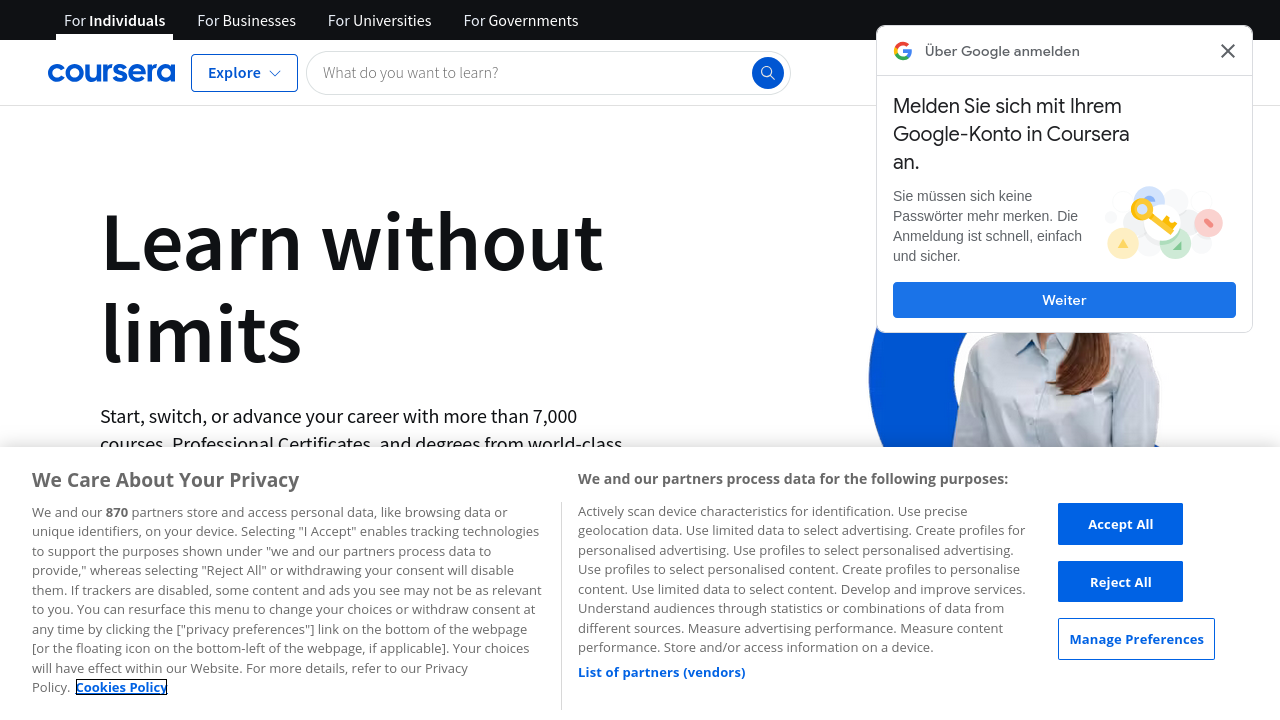 For Individuals
For Businesses
For Universities
For Governments
coursera
Explore
What do you want to learn?
Über Google anmelden
Melden Sie sich mit Ihrem
Google-Konto in Coursera
an.
Sie müssen sich keine
Passwörter mehr merken. Die
Anmeldung ist schnell, einfach
und sicher.
Weiter
Learn without
limits
Start, switch, or advance your career with more than 7,000
courses, Professional Certificates, and degrees from world-class
We Care About Your Privacy
We and our 870 partners store and access personal data, like browsing data or
unique identifiers, on your device. Selecting "I Accept" enables tracking technologies
to support the purposes shown under "we and our partners process data to
provide," whereas selecting "Reject All" or withdrawing your consent will disable
them. If trackers are disabled, some content and ads you see may not be as relevant
to you. You can resurface this menu to change your choices or withdraw consent at
any time by clicking the ["privacy preferences"] link on the bottom of the webpage
[or the floating icon on the bottom-left of the webpage, if applicable]. Your choices
will have effect within our Website. For more details, refer to our Privacy
Policy. Cookies Policy
We and our partners process data for the following purposes:
Actively scan device characteristics for identification. Use precise
geolocation data. Use limited data to select advertising. Create profiles for
personalised advertising. Use profiles to select personalised advertising.
Use profiles to select personalised content. Create profiles to personalise
content. Use limited data to select content. Develop and improve services.
Understand audiences through statistics or combinations of data from
different sources. Measure advertising performance. Measure content
performance. Store and/or access information on a device.
List of partners (vendors)
Accept All
Reject All
Manage Preferences